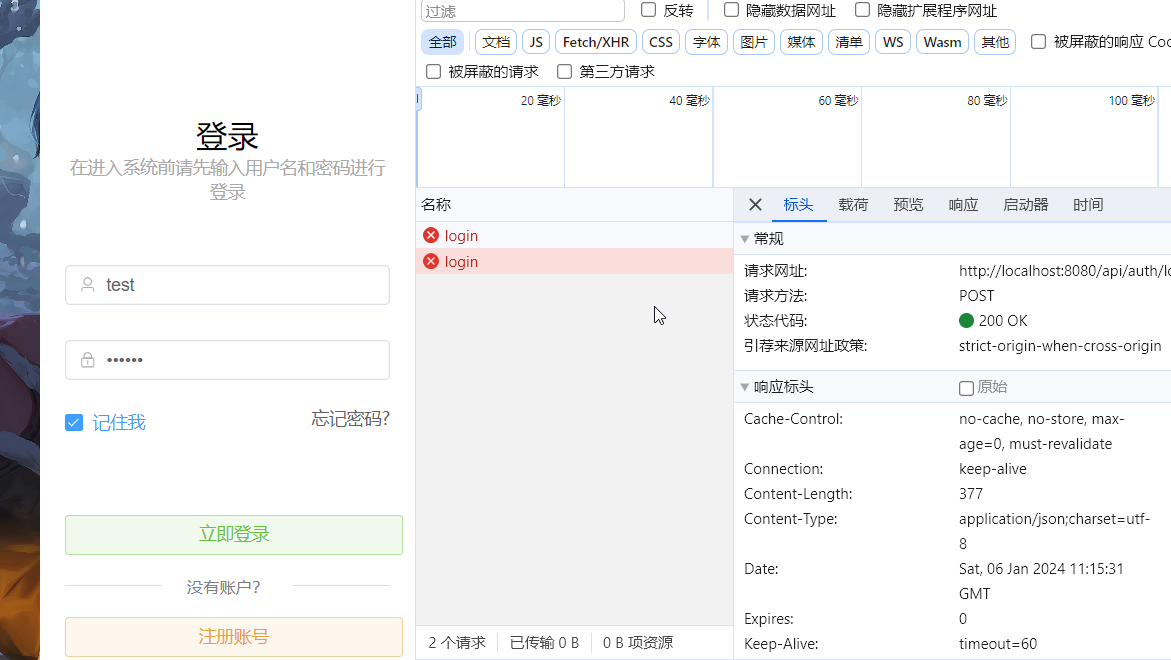 登录
在进入系统前请先输入用户名和密码进行
登录
test
••••••
记住我 忘记密码?
立即登录
没有账户?
注册账号
过滤 反转 隐藏数据网址 隐藏扩展程序网址
全部 文档 JS Fetch/XHR CSS 字体 图片 媒体 清单 WS Wasm 其他 被屏蔽的响应 Coo
被屏蔽的请求 第三方请求
20 毫秒 40 毫秒 60 毫秒 80 毫秒 100 毫秒
名称
login
login
2 个请求 已传输 0 B 0 B 项资源
标头 载荷 预览 响应 启动器 时间
常规
请求网址: http://localhost:8080/api/auth/lo
请求方法: POST
状态代码: 200 OK
引荐来源网址政策: strict-origin-when-cross-origin
响应标头 原始
Cache-Control: no-cache, no-store, max-
age=0, must-revalidate
Connection: keep-alive
Content-Length: 377
Content-Type: application/json;charset=utf-
8
Date: Sat, 06 Jan 2024 11:15:31
GMT
Expires: 0
Keep-Alive: timeout=60